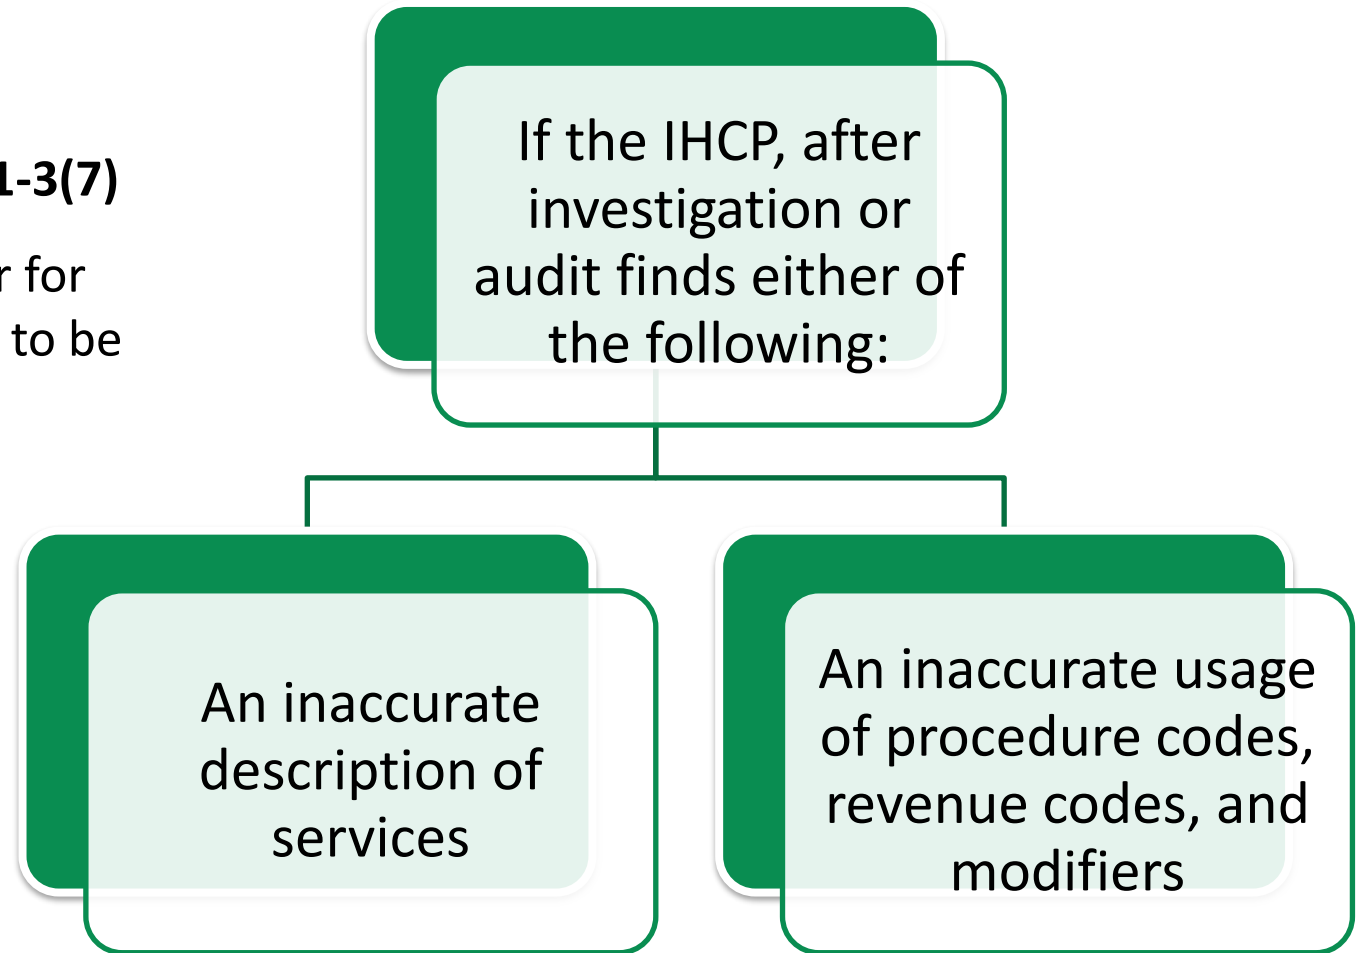 1-3(7)
r for
to be
If the IHCP, after
investigation or
audit finds either of
the following:
An inaccurate
description of
services
An inaccurate usage
of procedure codes,
revenue codes, and
modifiers